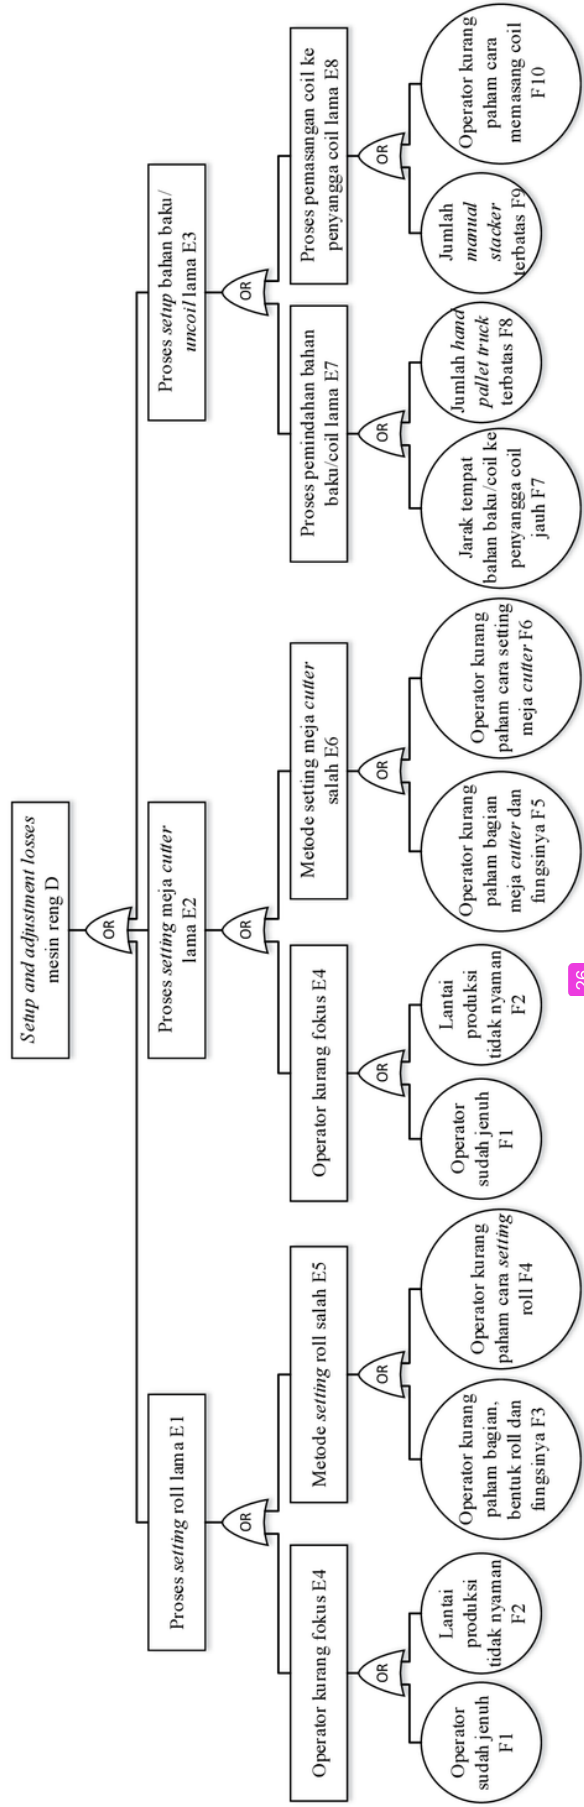 Setup and adjustment losses
mesin reng D
OR
Proses setting roll lama E1
Proses setting meja cutter
lama E2
Proses setup bahan baku/
uncoil lama E3
OR
OR
OR
Operator kurang fokus E4
Metode setting roll salah E5
Operator kurang fokus E4
Metode setting meja cutter
salah E6
Proses pemindahan bahan
baku/coil lama E7
Proses pemasangan coil ke
penyangga coil lama E8
OR
OR
OR
OR
OR
OR
Operator
sudah jenuh
F1
Lantai
produksi
tidak nyaman
F2
Operator kurang
paham bagian,
bentuk roll dan
fungsinya F3
Operator kurang
paham cara setting
roll F4
Operator
sudah jenuh
F1
Lantai
produksi
tidak nyaman
F2
Operator kurang
paham bagian
meja cutter dan
fungsinya F5
Operator kurang
paham cara setting
meja cutter F6
Jarak tempat
bahan baku/coil ke
penyangga coil
jauh F7
Jumlah hand
pallet truck
terbatas F8
Jumlah
manual
stacker
terbatas F9
Operator kurang
paham cara
memasang coil
F10
26